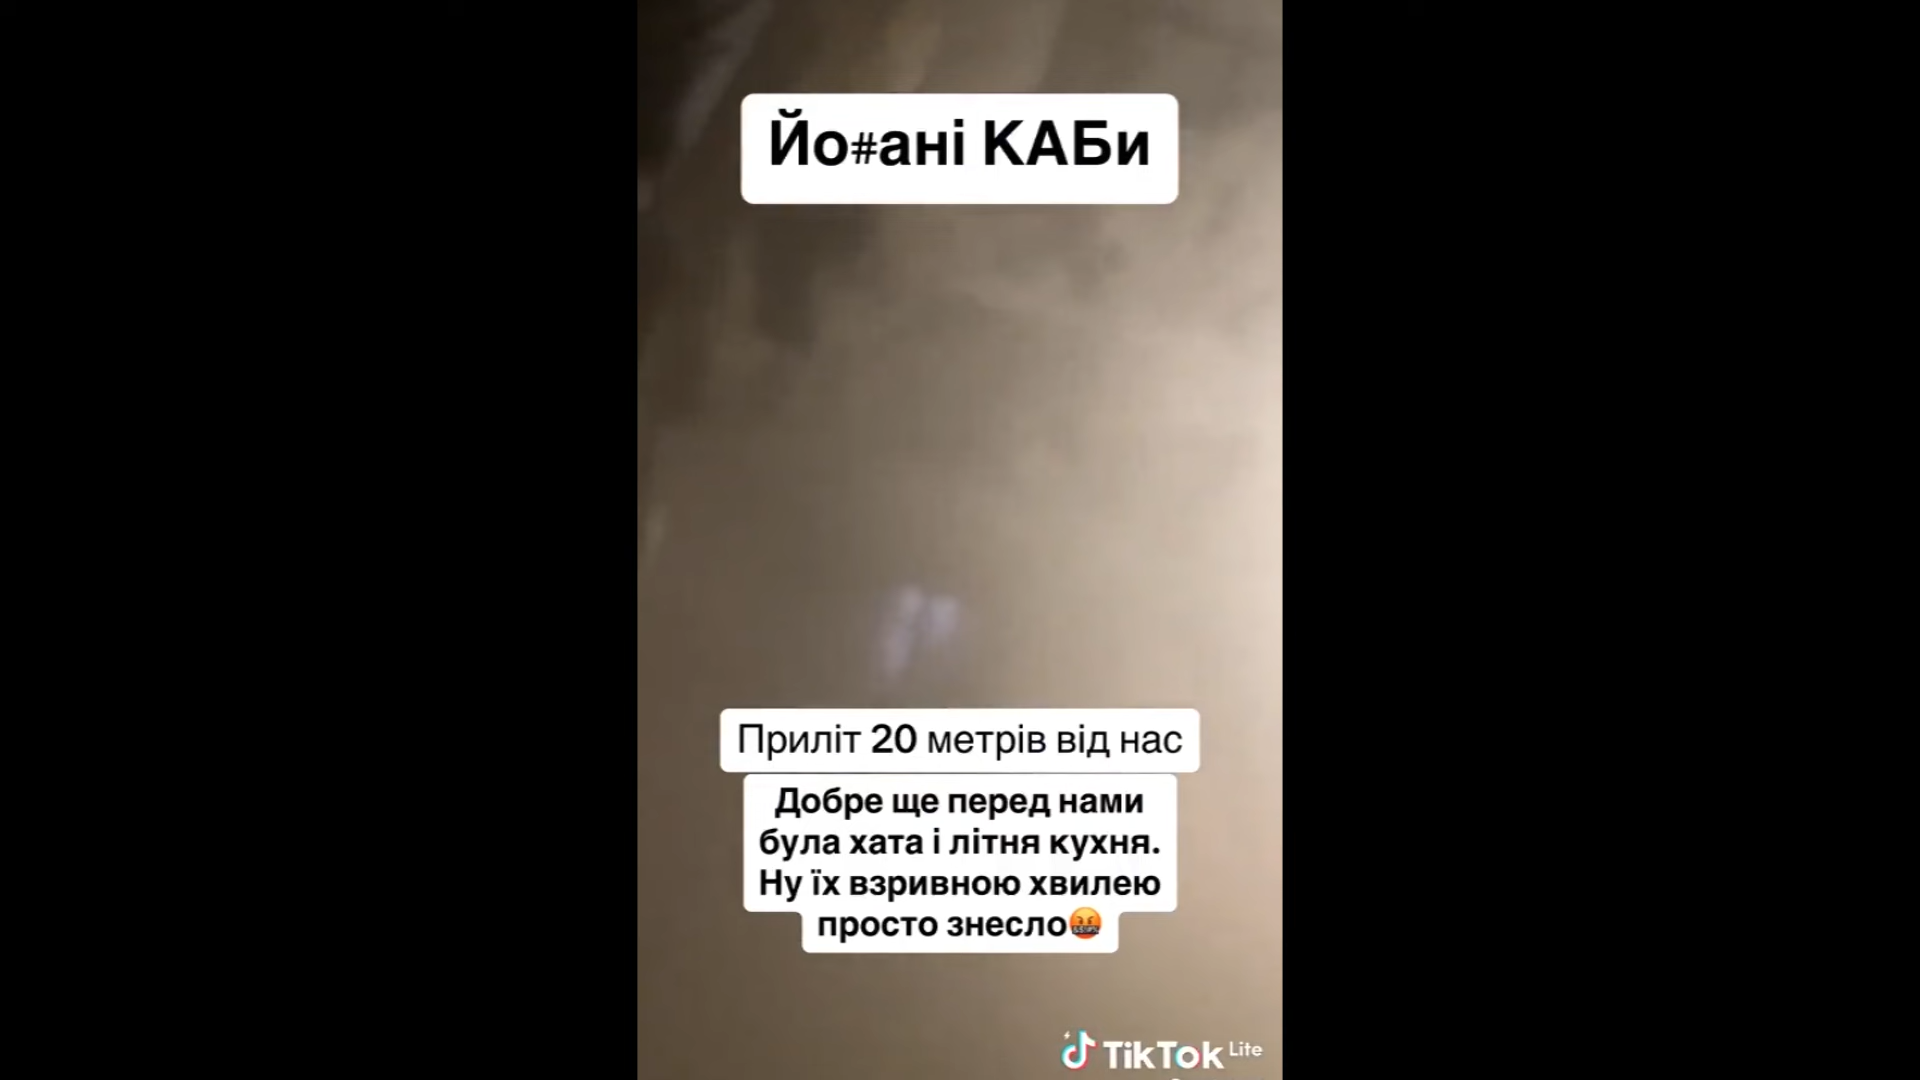 Йо#ані КАБи
Приліт 20 метрів від нас
Добре ще перед нами
була хата і літня кухня.
Ну їх взривною хвилею
просто знесло🤬
TikTok Lite